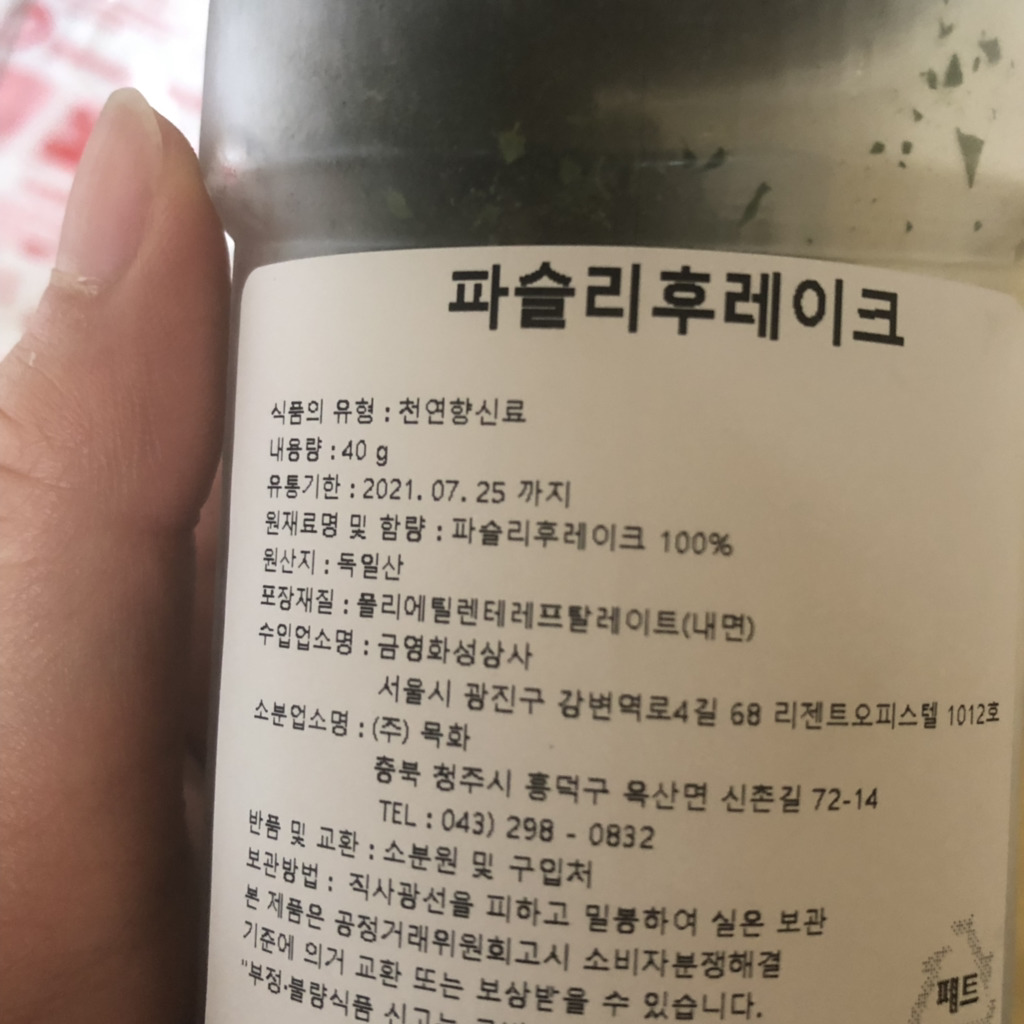 파슬리후레이크
식품의 유형 : 천연향신료
내용량 : 40 g
유통기한 : 2021. 07. 25 까지
원재료명 및 함량 : 파슬리후레이크 100%
원산지 : 독일산
포장재질 : 폴리에틸렌테레프탈레이트(내면)
수입업소명 : 금영화성상사
서울시 광진구 강변역로4길 68 리젠트오피스텔 1012호
소분업소명 : (주) 목화
충북 청주시 흥덕구 옥산면 신촌길 72-14
TEL : 043) 298 - 0832
반품 및 교환 : 소분원 및 구입처
보관방법 : 직사광선을 피하고 밀봉하여 실온 보관
본 제품은 공정거래위원회고시 소비자분쟁해결
기준에 의거 교환 또는 보상받을 수 있습니다.
"부정·불량식품 신고는
페트